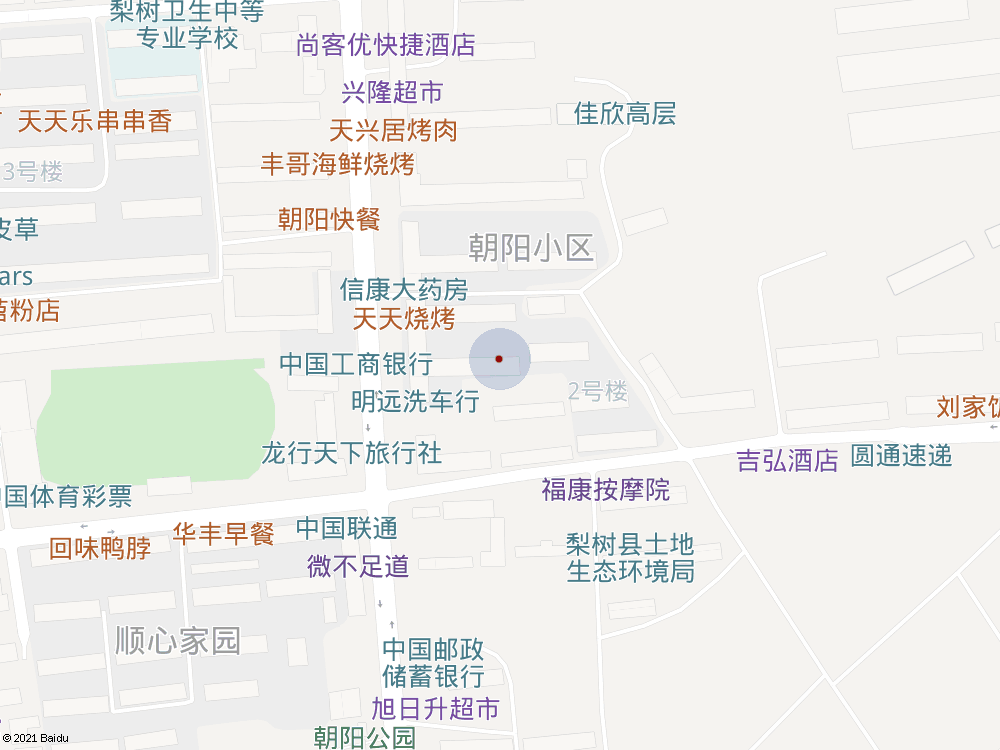 梨树卫生中等
专业学校
尚客优快捷酒店
兴隆超市
天天乐串串香
天兴居烤肉
佳欣高层
3号楼
丰哥海鲜烧烤
朝阳快餐
皮草
朝阳小区
ars
信康大药房
粉店
天天烧烤
中国工商银行
2号楼
明远洗车行
刘家饭
龙行天下旅行社
吉弘酒店
圆通速递
国体育彩票
福康按摩院
华丰早餐
中国联通
回味鸭脖
梨树县土地
生态环境局
微不足道
顺心家园
中国邮政
储蓄银行
旭日升超市
朝阳公园
© 2021 Baidu